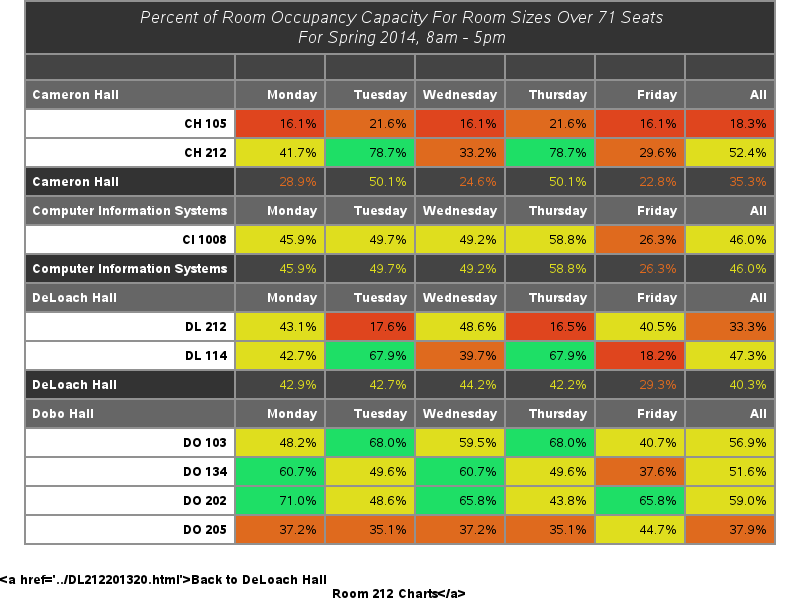 Percent of Room Occupancy Capacity For Room Sizes Over 71 Seats
For Spring 2014, 8am - 5pm
Cameron Hall Monday Tuesday Wednesday Thursday Friday All
CH 105 16.1% 21.6% 16.1% 21.6% 16.1% 18.3%
CH 212 41.7% 78.7% 33.2% 78.7% 29.6% 52.4%
Cameron Hall 28.9% 50.1% 24.6% 50.1% 22.8% 35.3%
Computer Information Systems Monday Tuesday Wednesday Thursday Friday All
CI 1008 45.9% 49.7% 49.2% 58.8% 26.3% 46.0%
Computer Information Systems 45.9% 49.7% 49.2% 58.8% 26.3% 46.0%
DeLoach Hall Monday Tuesday Wednesday Thursday Friday All
DL 212 43.1% 17.6% 48.6% 16.5% 40.5% 33.3%
DL 114 42.7% 67.9% 39.7% 67.9% 18.2% 47.3%
DeLoach Hall 42.9% 42.7% 44.2% 42.2% 29.3% 40.3%
Dobo Hall Monday Tuesday Wednesday Thursday Friday All
DO 103 48.2% 68.0% 59.5% 68.0% 40.7% 56.9%
DO 134 60.7% 49.6% 60.7% 49.6% 37.6% 51.6%
DO 202 71.0% 48.6% 65.8% 43.8% 65.8% 59.0%
DO 205 37.2% 35.1% 37.2% 35.1% 44.7% 37.9%
<a href='../DL212201320.html'>Back to DeLoach Hall
Room 212 Charts</a>